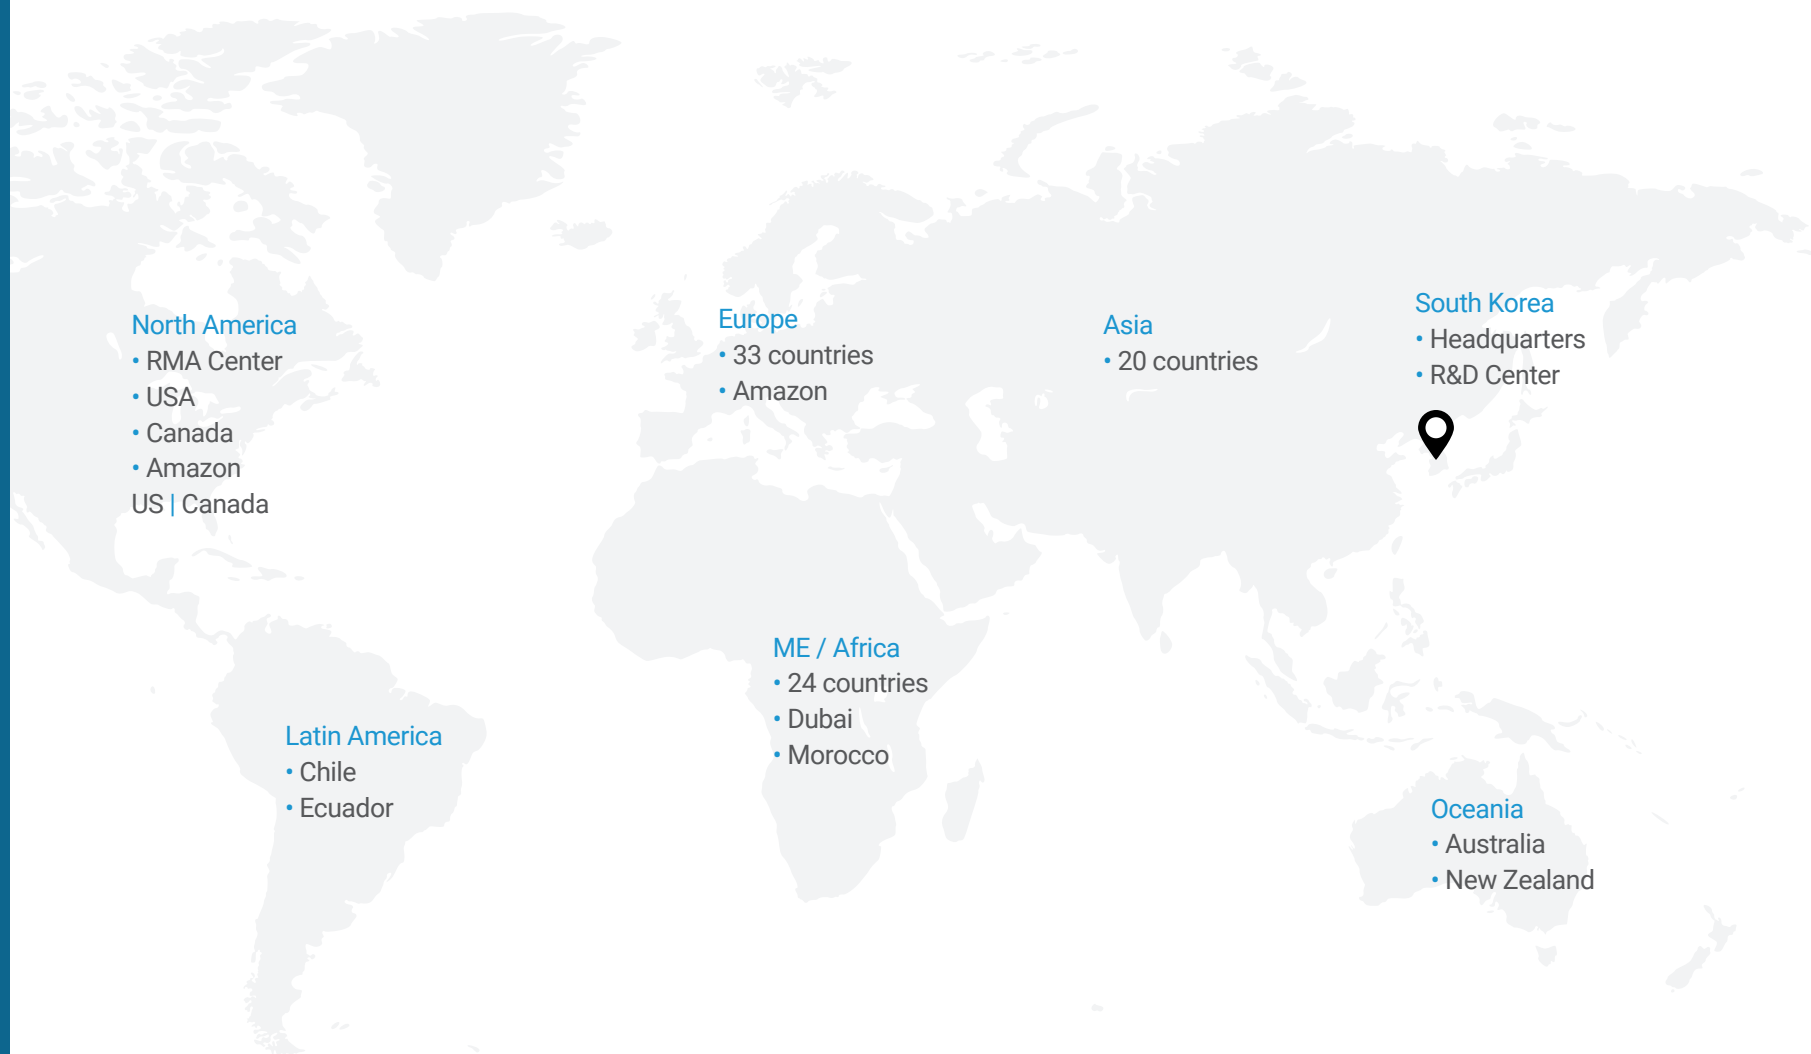 North America
• RMA Center
• USA
• Canada
• Amazon
US | Canada
Europe
• 33 countries
• Amazon
Asia
• 20 countries
South Korea
• Headquarters
• R&D Center
ME / Africa
• 24 countries
• Dubai
• Morocco
Latin America
• Chile
• Ecuador
Oceania
• Australia
• New Zealand